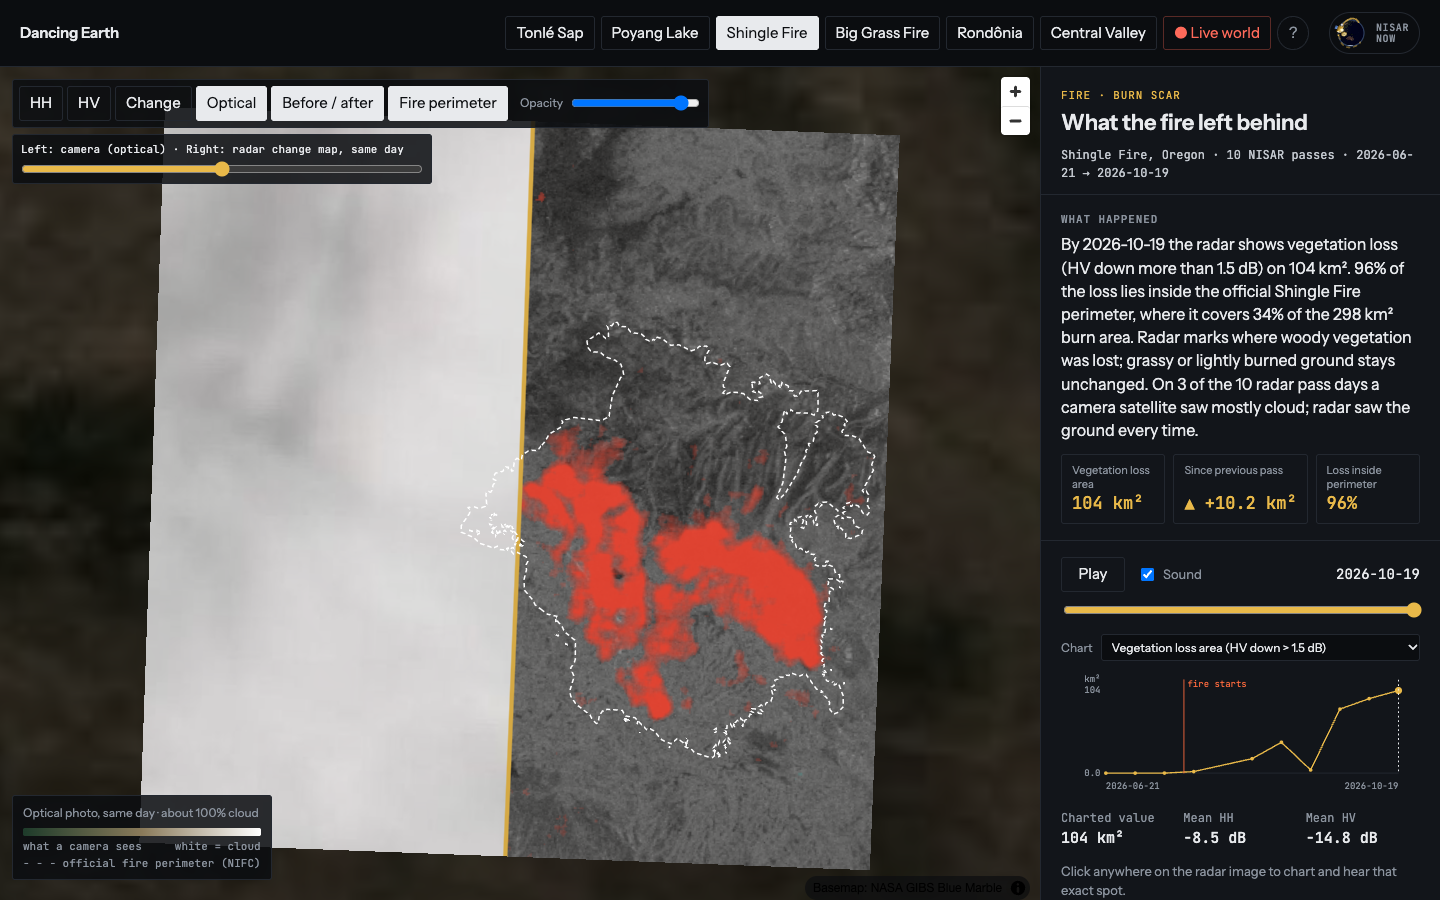 Dancing Earth
Tonlé Sap
Poyang Lake
Shingle Fire
Big Grass Fire
Rondônia
Central Valley
Live world
?
NISAR
NOW
HH
HV
Change
Optical
Before / after
Fire perimeter
Opacity
Left: camera (optical) · Right: radar change map, same day
+
−
Optical photo, same day · about 100% cloud
what a camera sees white = cloud
- - - official fire perimeter (NIFC)
Basemap: NASA GIBS Blue Marble
FIRE · BURN SCAR
What the fire left behind
Shingle Fire, Oregon · 10 NISAR passes · 2026-06-
21 → 2026-10-19
WHAT HAPPENED
By 2026-10-19 the radar shows vegetation loss
(HV down more than 1.5 dB) on 104 km². 96% of
the loss lies inside the official Shingle Fire
perimeter, where it covers 34% of the 298 km²
burn area. Radar marks where woody vegetation
was lost; grassy or lightly burned ground stays
unchanged. On 3 of the 10 radar pass days a
camera satellite saw mostly cloud; radar saw the
ground every time.
Vegetation loss
area
104 km²
Since previous pass
▲ +10.2 km²
Loss inside
perimeter
96%
Play
Sound
2026-10-19
Chart
Vegetation loss area (HV down > 1.5 dB)
km²
104
fire starts
0.0
2026-06-21
2026-10-19
Charted value
104 km²
Mean HH
-8.5 dB
Mean HV
-14.8 dB
Click anywhere on the radar image to chart and hear that
exact spot.